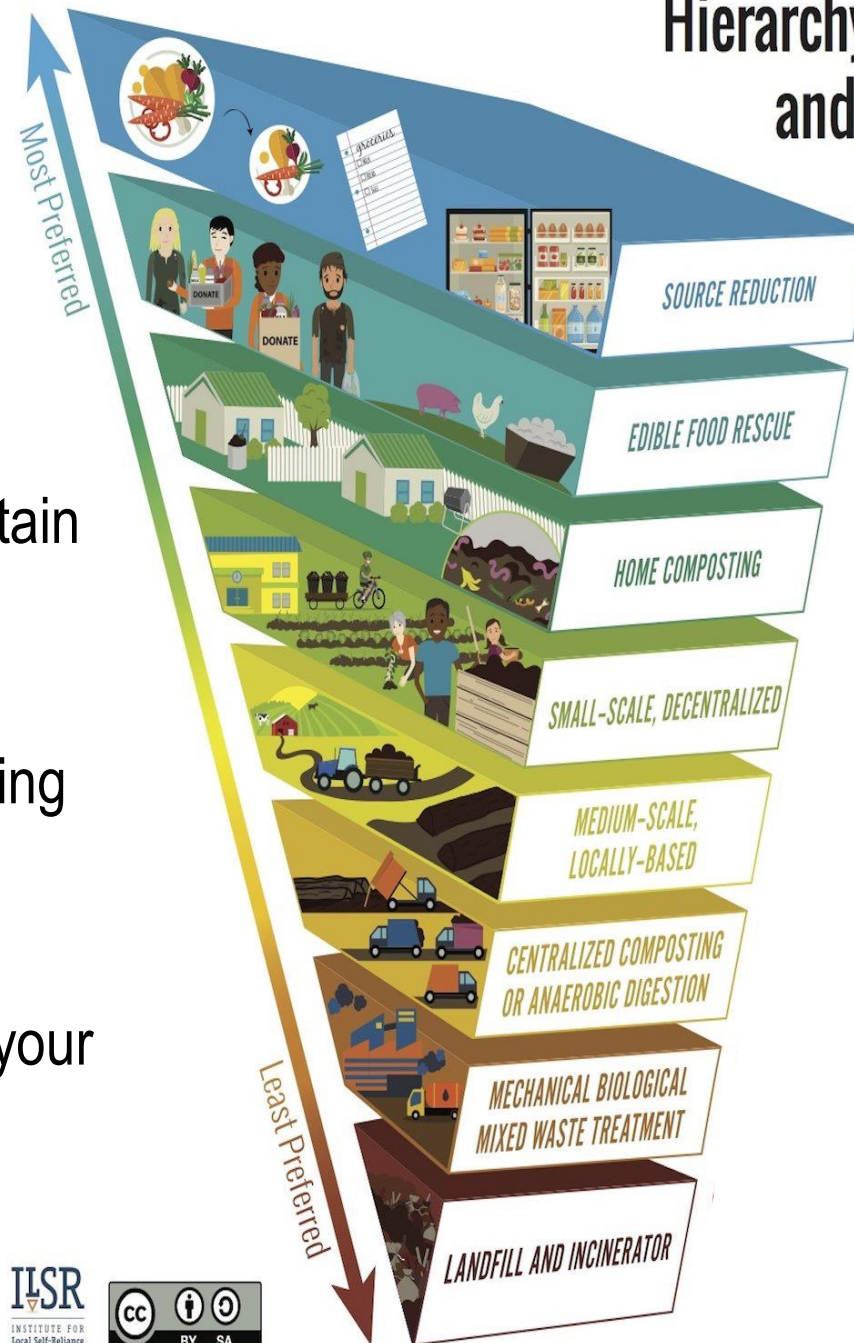 Hierarchy
and
Most Preferred
groceries
DONATE
DONATE
SOURCE REDUCTION
EDIBLE FOOD RESCUE
tain
HOME COMPOSTING
SMALL-SCALE, DECENTRALIZED
ing
MEDIUM-SCALE,
LOCALLY-BASED
CENTRALIZED COMPOSTING
OR ANAEROBIC DIGESTION
your
Least Preferred
MECHANICAL BIOLOGICAL
MIXED WASTE TREATMENT
LANDFILL AND INCINERATOR
ILSR
INSTITUTE FOR
Local Self-Reliance
cc
BY SA